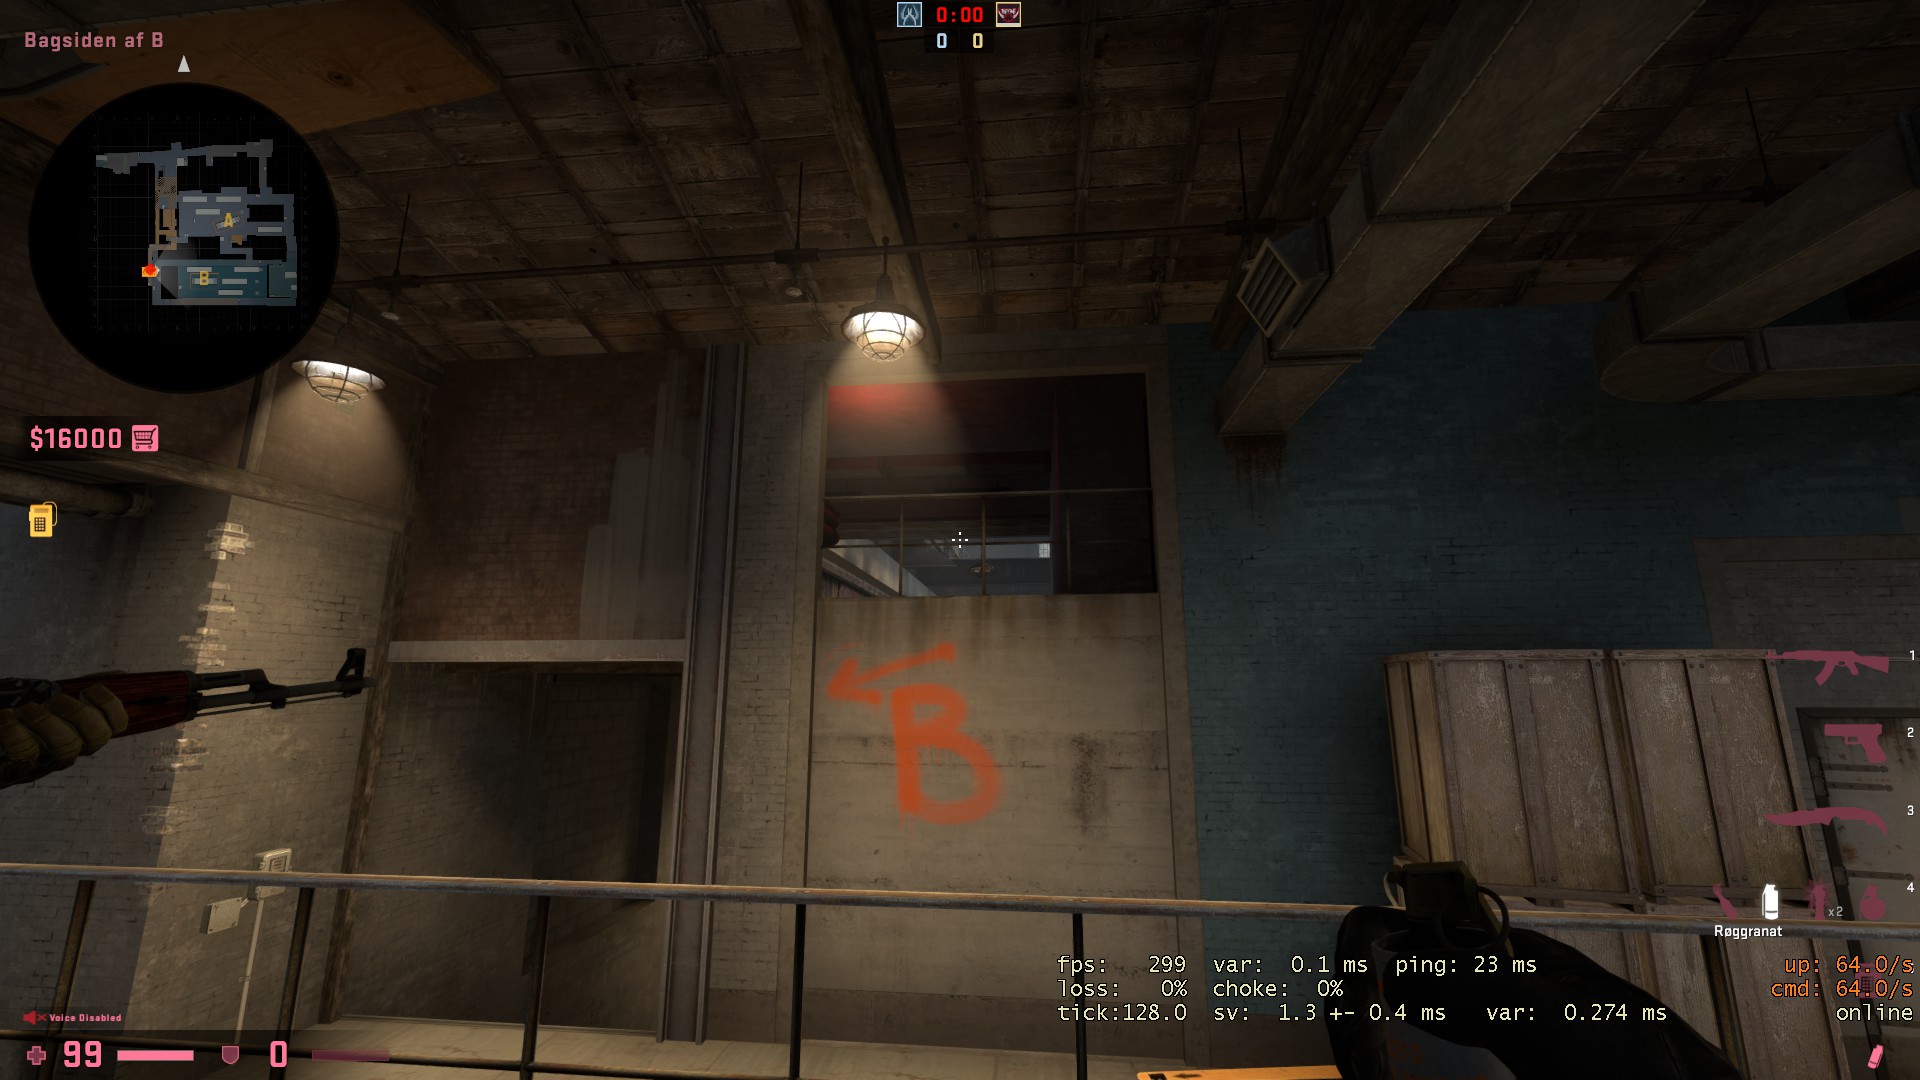 0:00
0 0
Bagsiden af B
A
B
$16000
1
2
B
3
4
x2
Røggranat
fps: 299 var: 0.1 ms ping: 23 ms
loss: 0% choke: 0%
tick:128.0 sv: 1.3 +- 0.4 ms var: 0.274 ms
up: 64.0/s
cmd: 64.0/s
online
Voice Disabled
99 0